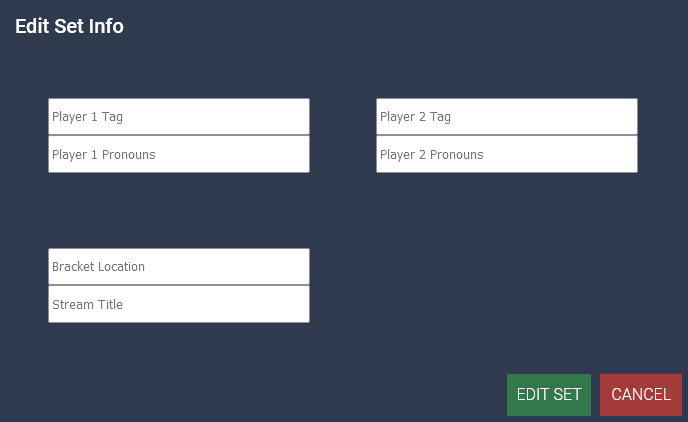 Edit Set Info
Player 1 Tag
Player 2 Tag
Player 1 Pronouns
Player 2 Pronouns
Bracket Location
Stream Title
EDIT SET
CANCEL